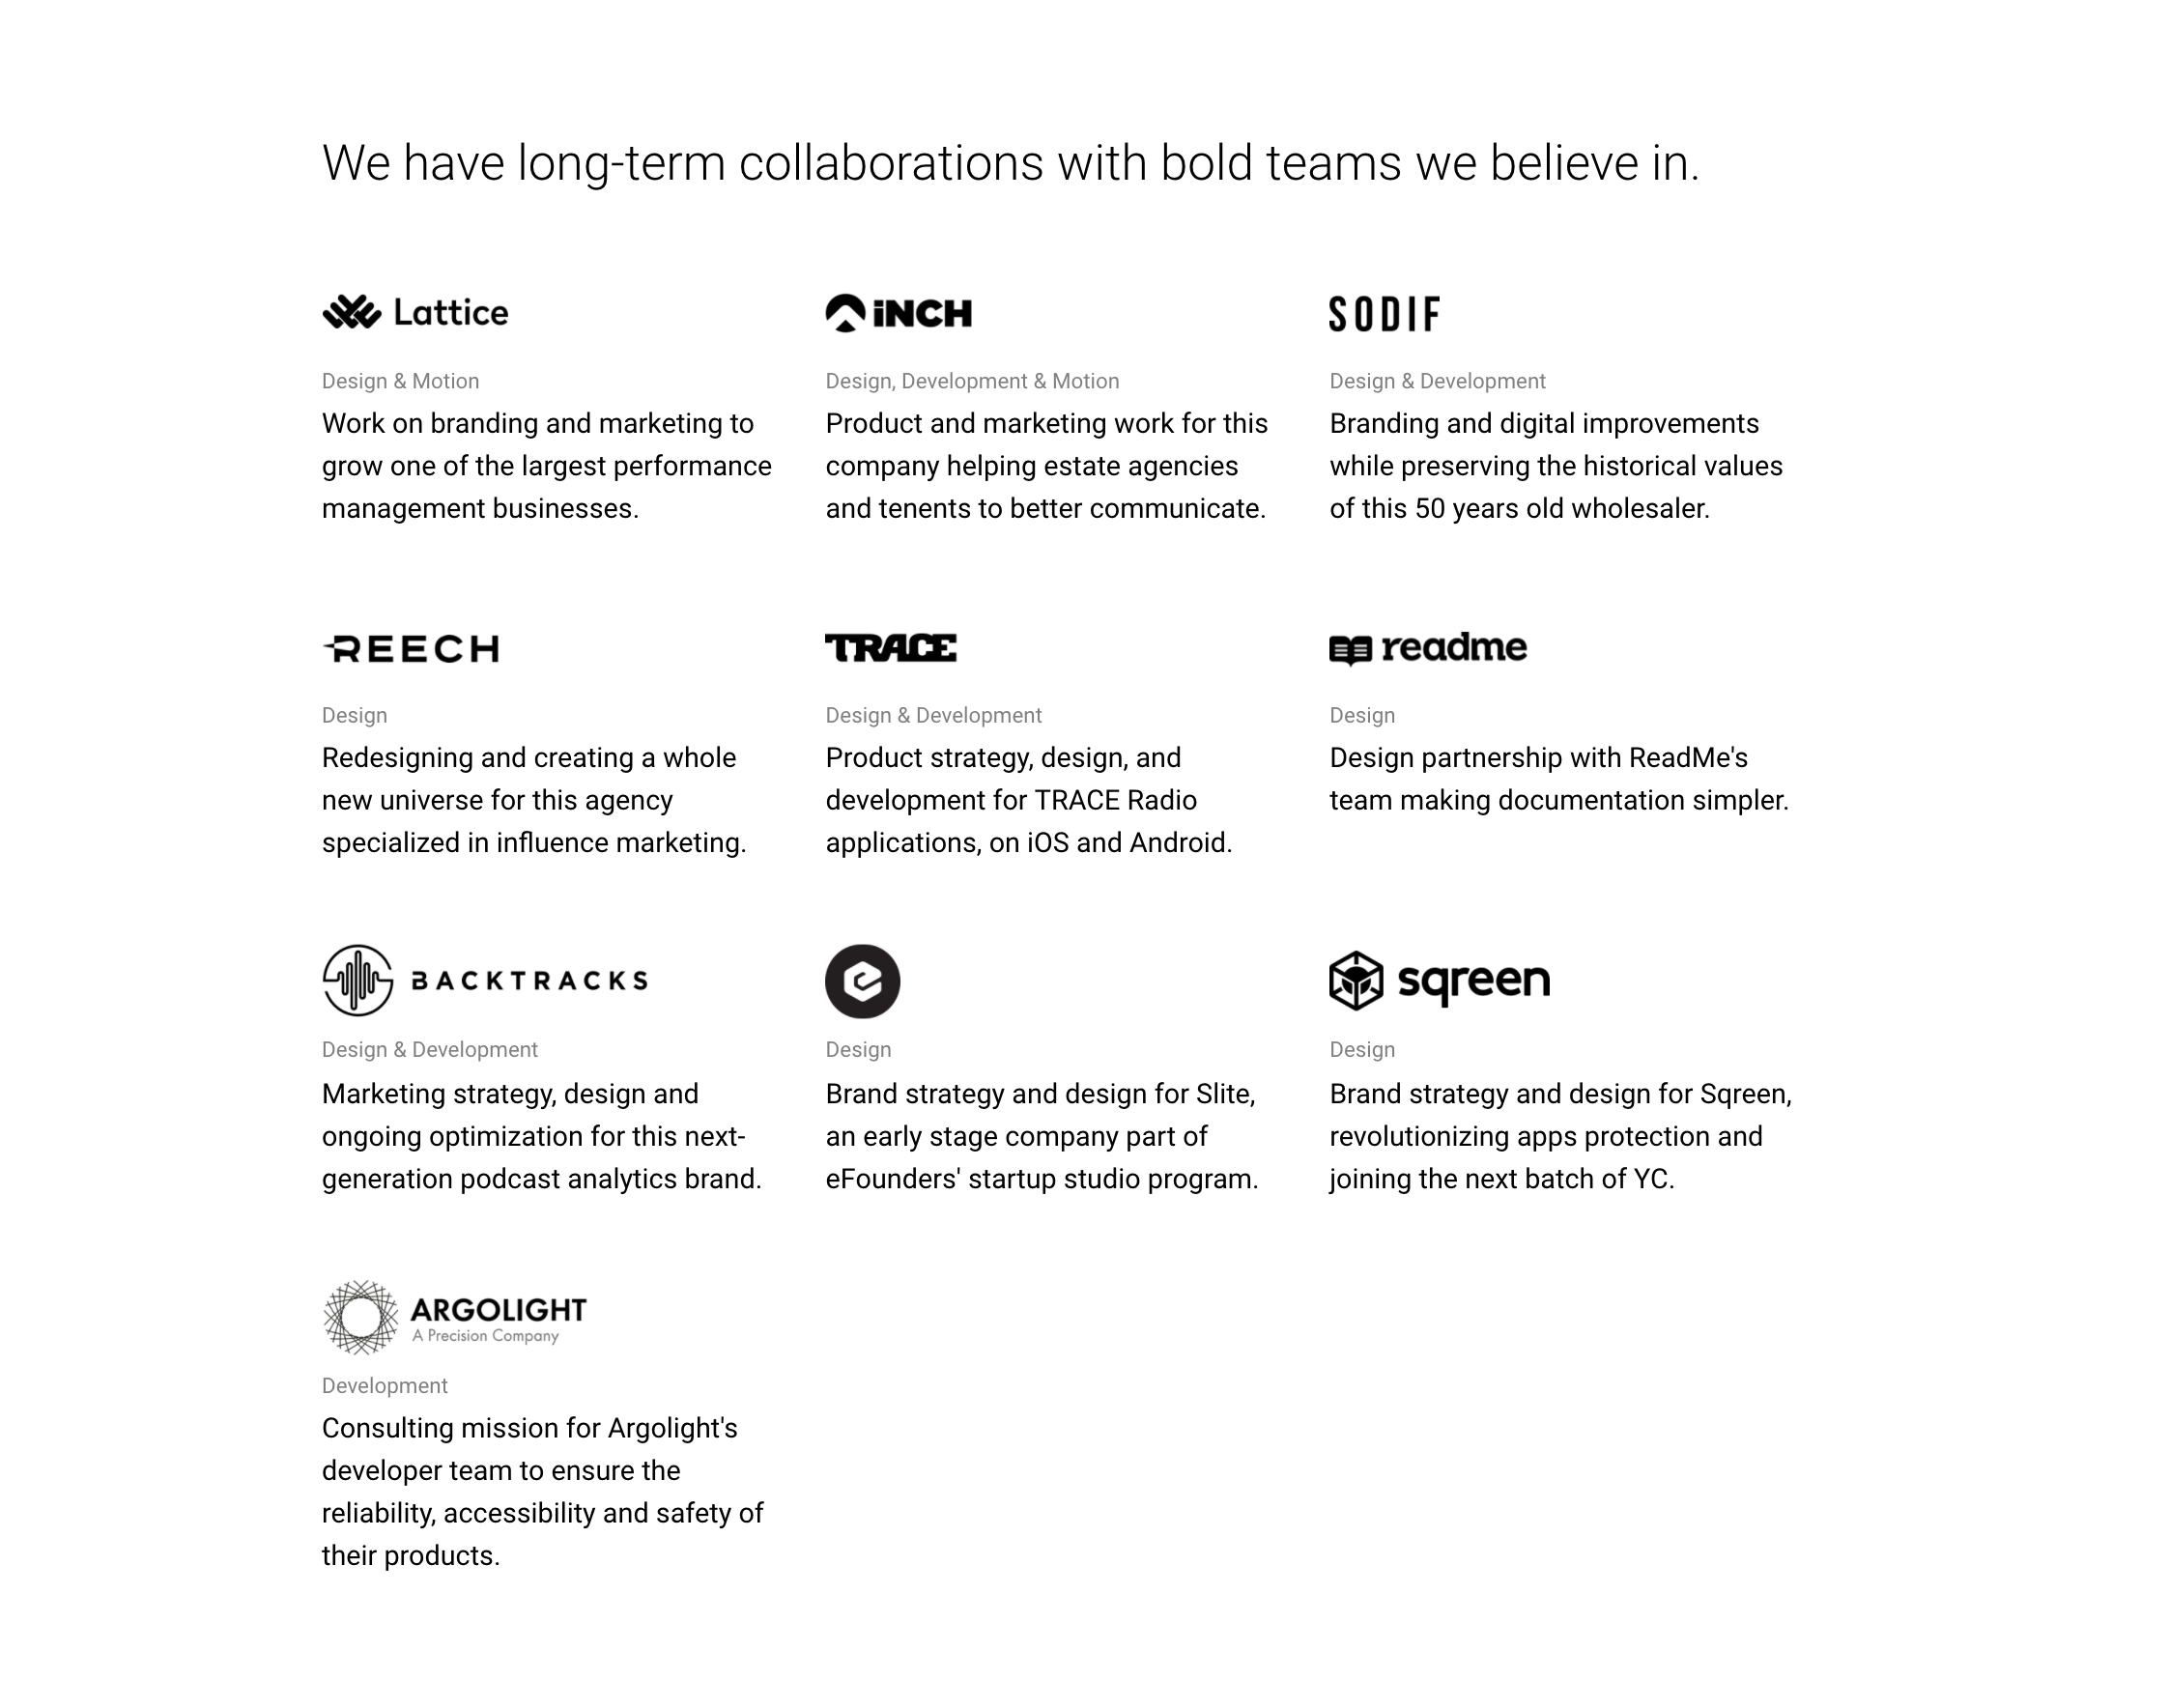 We have long-term collaborations with bold teams we believe in.
Lattice
Design & Motion
Work on branding and marketing to
grow one of the largest performance
management businesses.
iNCH
Design, Development & Motion
Product and marketing work for this
company helping estate agencies
and tenents to better communicate.
SODIF
Design & Development
Branding and digital improvements
while preserving the historical values
of this 50 years old wholesaler.
REECH
Design
Redesigning and creating a whole
new universe for this agency
specialized in influence marketing.
TRACE
Design & Development
Product strategy, design, and
development for TRACE Radio
applications, on iOS and Android.
readme
Design
Design partnership with ReadMe's
team making documentation simpler.
BACKTRACKS
Design & Development
Marketing strategy, design and
ongoing optimization for this next-
generation podcast analytics brand.
Design
Brand strategy and design for Slite,
an early stage company part of
eFounders' startup studio program.
sqreen
Design
Brand strategy and design for Sqreen,
revolutionizing apps protection and
joining the next batch of YC.
ARGOLIGHT
A Precision Company
Development
Consulting mission for Argolight's
developer team to ensure the
reliability, accessibility and safety of
their products.